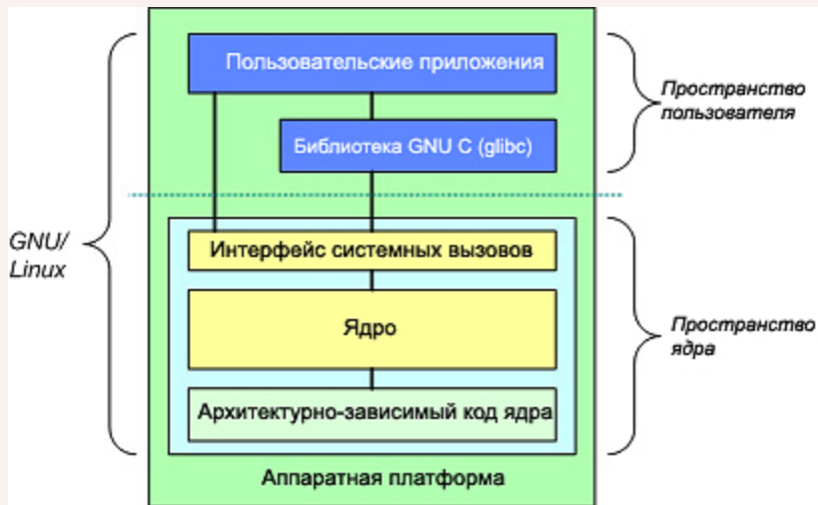 Пользовательские приложения
Пространство
пользователя
Библиотека GNU C (glibc)
GNU/
Linux
Интерфейс системных вызовов
Ядро
Пространство
ядра
Архитектурно-зависимый код ядра
Аппаратная платформа